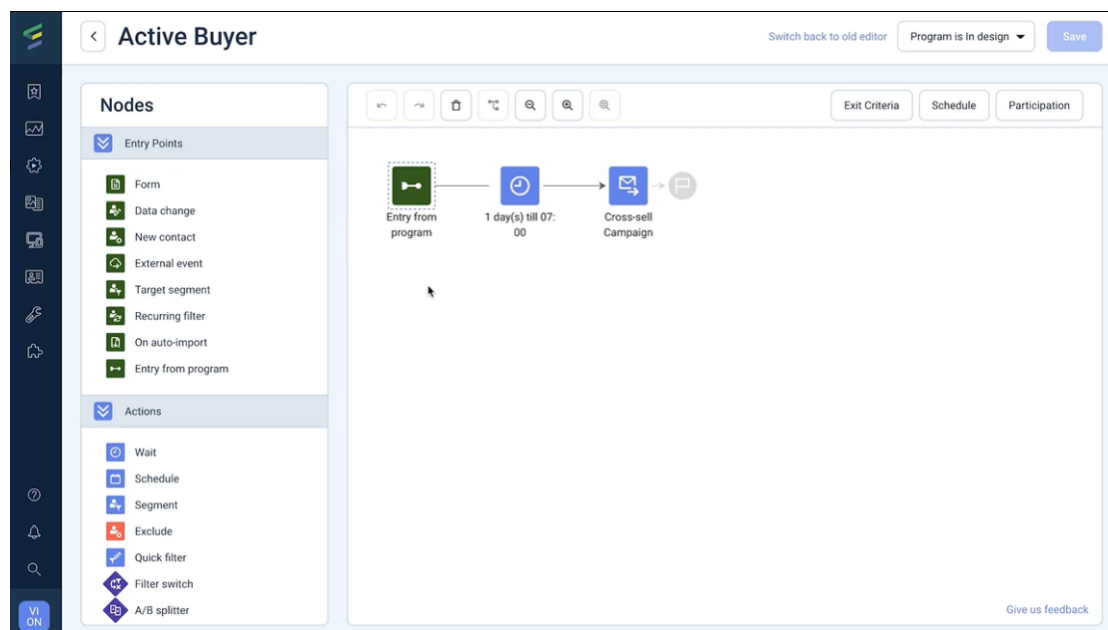 Active Buyer
Switch back to old editor
Program is In design
Save
Nodes
Entry Points
Form
Data change
New contact
External event
Target segment
Recurring filter
On auto-import
Entry from program
Actions
Wait
Schedule
Segment
Exclude
Quick filter
Filter switch
A/B splitter
Exit Criteria
Schedule
Participation
Entry from
program
1 day(s) till 07:
00
Cross-sell
Campaign
Give us feedback
VI
ON